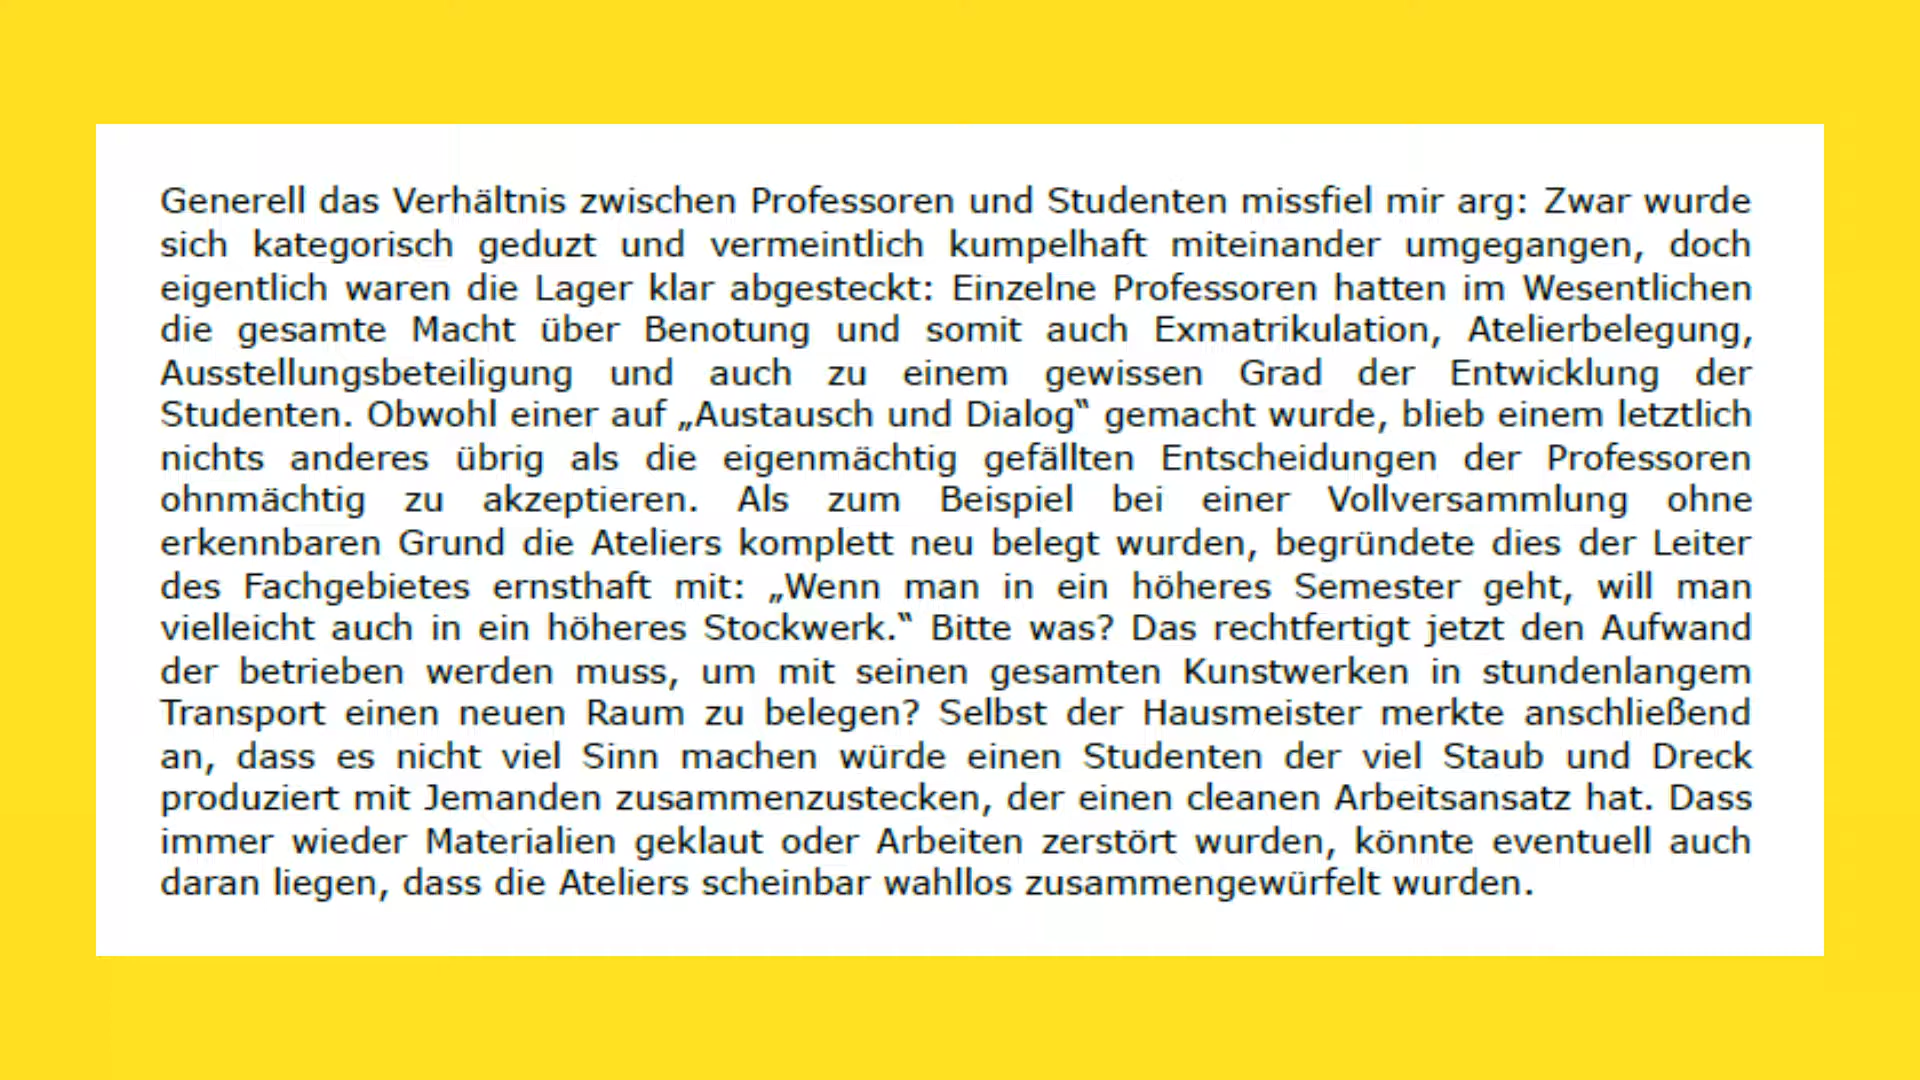 Generell das Verhältnis zwischen Professoren und Studenten missfiel mir arg: Zwar wurde
sich kategorisch geduzt und vermeintlich kumpelhaft miteinander umgegangen, doch
eigentlich waren die Lager klar abgesteckt: Einzelne Professoren hatten im Wesentlichen
die gesamte Macht über Benotung und somit auch Exmatrikulation, Atelierbelegung,
Ausstellungsbeteiligung und auch zu einem gewissen Grad der Entwicklung der
Studenten. Obwohl einer auf „Austausch und Dialog‟ gemacht wurde, blieb einem letztlich
nichts anderes übrig als die eigenmächtig gefällten Entscheidungen der Professoren
ohnmächtig zu akzeptieren. Als zum Beispiel bei einer Vollversammlung ohne
erkennbaren Grund die Ateliers komplett neu belegt wurden, begründete dies der Leiter
des Fachgebietes ernsthaft mit: „Wenn man in ein höheres Semester geht, will man
vielleicht auch in ein höheres Stockwerk.‟ Bitte was? Das rechtfertigt jetzt den Aufwand
der betrieben werden muss, um mit seinen gesamten Kunstwerken in stundenlangem
Transport einen neuen Raum zu belegen? Selbst der Hausmeister merkte anschließend
an, dass es nicht viel Sinn machen würde einen Studenten der viel Staub und Dreck
produziert mit Jemanden zusammenzustecken, der einen cleanen Arbeitsansatz hat. Dass
immer wieder Materialien geklaut oder Arbeiten zerstört wurden, könnte eventuell auch
daran liegen, dass die Ateliers scheinbar wahllos zusammengewürfelt wurden.